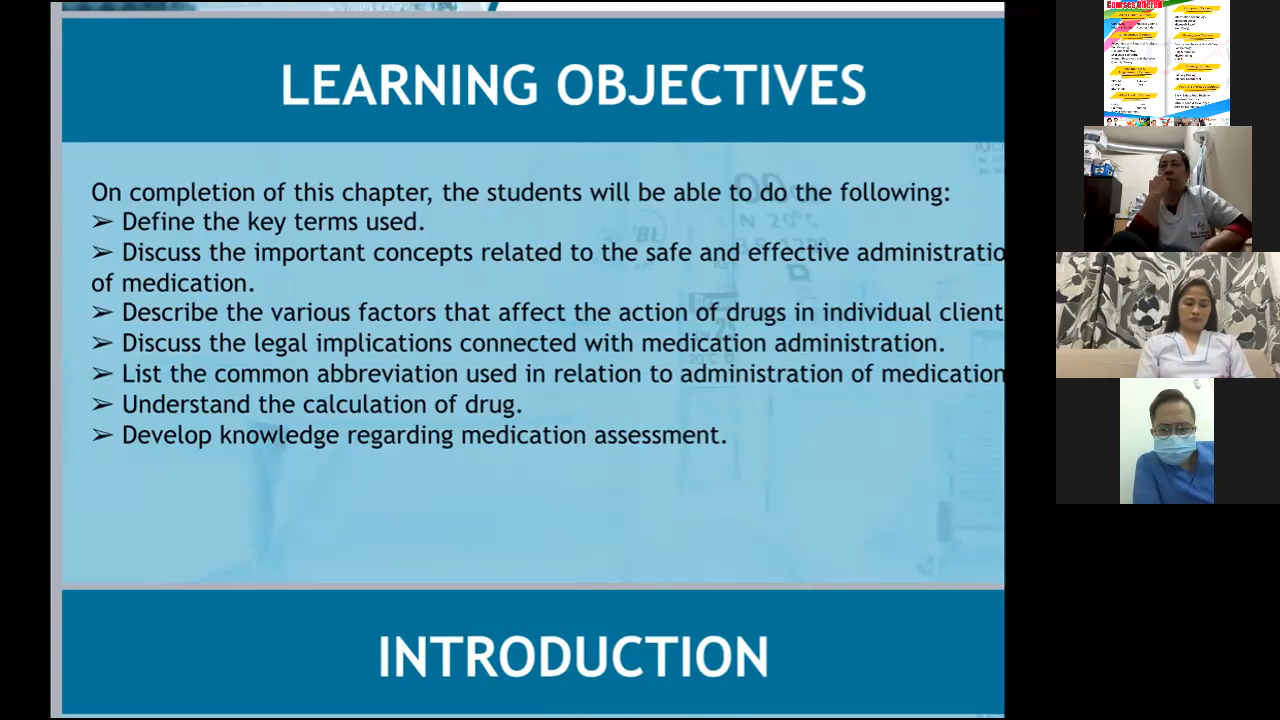 LEARNING OBJECTIVES
On completion of this chapter, the students will be able to do the following:
➢ Define the key terms used.
➢ Discuss the important concepts related to the safe and effective administratio
of medication.
➢ Describe the various factors that affect the action of drugs in individual client
➢ Discuss the legal implications connected with medication administration.
➢ List the common abbreviation used in relation to administration of medication
➢ Understand the calculation of drug.
➢ Develop knowledge regarding medication assessment.
INTRODUCTION
Courses Offered